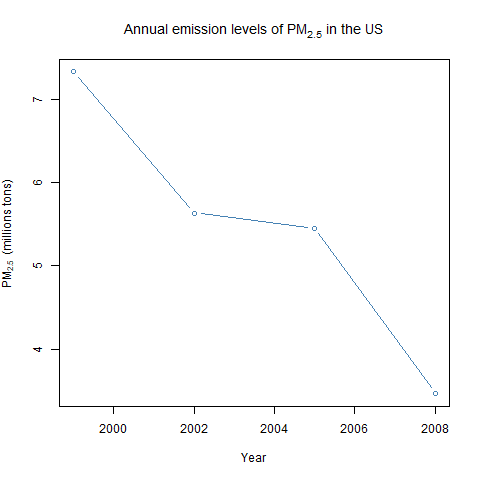 Annual emission levels of PM2.5 in the US
PM2.5 (millions tons)
7
6
5
4
2000 2002 2004 2006 2008
Year